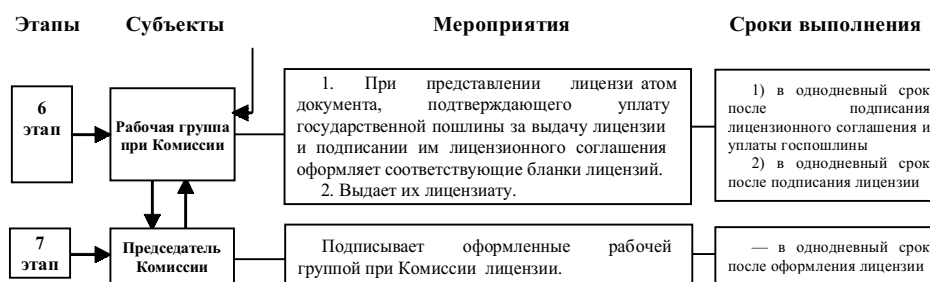 Этапы Субъекты Мероприятия Сроки выполнения
6
этап
Рабочая группа
при Комиссии
1. При представлении лицензи атом
документа, подтверждающего уплату
государственной пошлины за выдачу лицензии
и подписании им лицензионного соглашения
оформляет соответствующие бланки лицензий.
2. Выдает их лицензиату.
1) в однодневный срок
после подписания
лицензионного соглашения и
уплаты госпошлины
2) в однодневный срок
после подписания лицензии
7
этап
Председатель
Комиссии
Подписывает оформленные рабочей
группой при Комиссии лицензии.
— в однодневный срок
после оформления лицензии